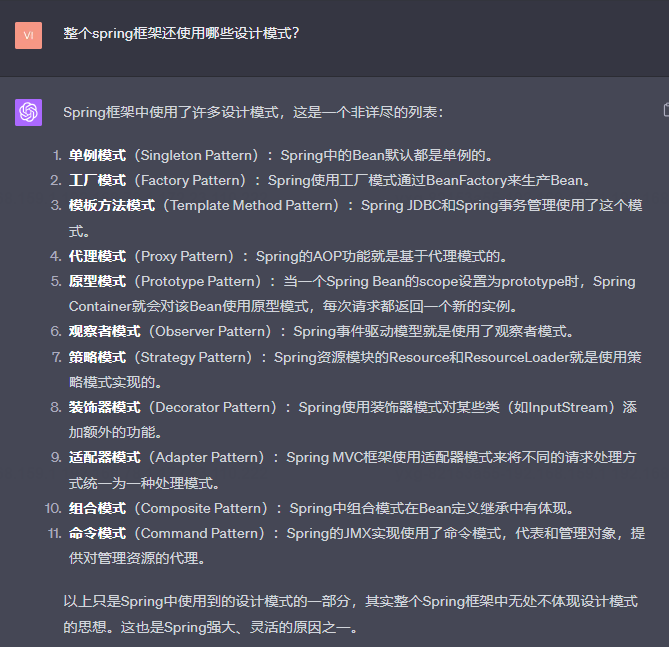 VI
整个spring框架还使用哪些设计模式?
Spring框架中使用了许多设计模式，这是一个非详尽的列表：
1. 单例模式（Singleton Pattern）：Spring中的Bean默认都是单例的。
2. 工厂模式（Factory Pattern）：Spring使用工厂模式通过BeanFactory来生产Bean。
3. 模板方法模式（Template Method Pattern）：Spring JDBC和Spring事务管理使用了这个模
式。
4. 代理模式（Proxy Pattern）：Spring的AOP功能就是基于代理模式的。
5. 原型模式（Prototype Pattern）：当一个Spring Bean的scope设置为prototype时，Spring
Container就会对该Bean使用原型模式，每次请求都返回一个新的实例。
6. 观察者模式（Observer Pattern）：Spring事件驱动模型就是使用了观察者模式。
7. 策略模式（Strategy Pattern）：Spring资源模块的Resource和ResourceLoader就是使用策
略模式实现的。
8. 装饰器模式（Decorator Pattern）：Spring使用装饰器模式对某些类（如InputStream）添
加额外的功能。
9. 适配器模式（Adapter Pattern）：Spring MVC框架使用适配器模式来将不同的请求处理方
式统一为一种处理模式。
10. 组合模式（Composite Pattern）：Spring中组合模式在Bean定义继承中有体现。
11. 命令模式（Command Pattern）：Spring的JMX实现使用了命令模式，代表和管理对象，提
供对管理资源的代理。
以上只是Spring中使用到的设计模式的一部分，其实整个Spring框架中无处不体现设计模式
的思想。这也是Spring强大、灵活的原因之一。